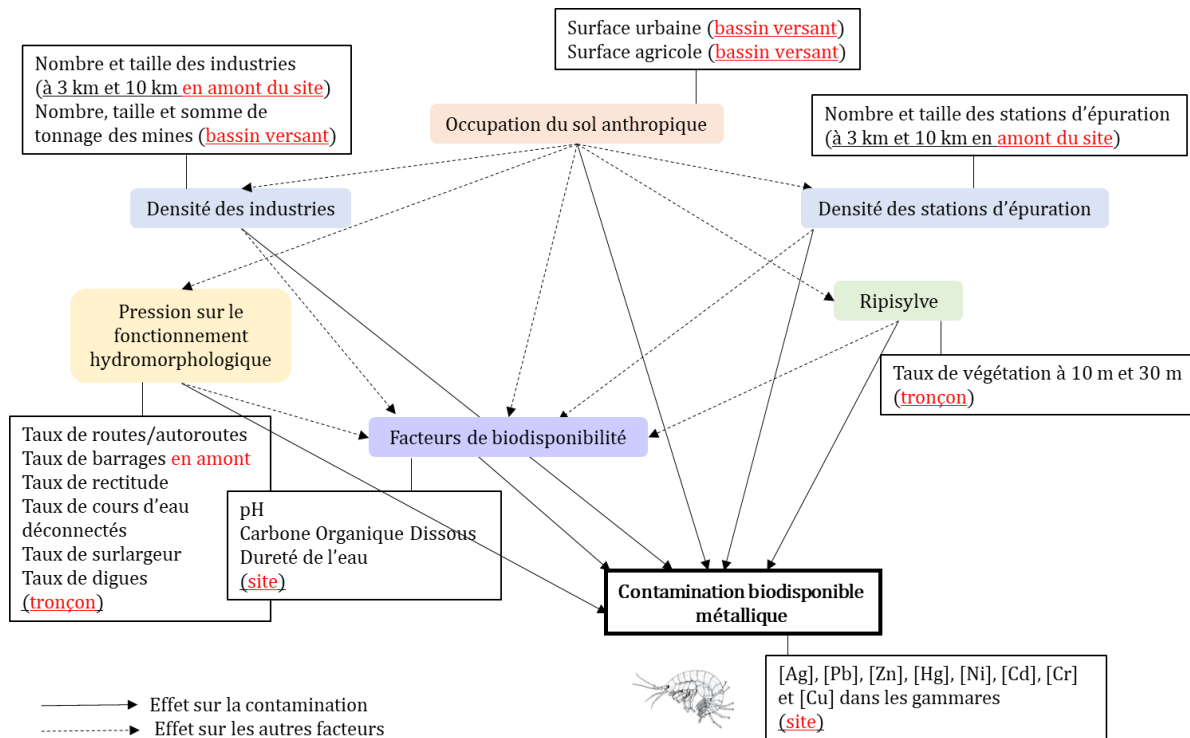 Surface urbaine (bassin versant)
Surface agricole (bassin versant)
Nombre et taille des industries
(à 3 km et 10 km en amont du site)
Nombre, taille et somme de
tonnage des mines (bassin versant)
Occupation du sol anthropique
Nombre et taille des stations d’épuration
(à 3 km et 10 km en amont du site)
Densité des industries
Densité des stations d’épuration
Pression sur le
fonctionnement
hydromorphologique
Ripisylve
Taux de végétation à 10 m et 30 m
(tronçon)
Facteurs de biodisponibilité
Taux de routes/autoroutes
Taux de barrages en amont
Taux de rectitude
Taux de cours d’eau
déconnectés
Taux de surlargeur
Taux de digues
(tronçon)
pH
Carbone Organique Dissous
Dureté de l’eau
(site)
Contamination biodisponible
métallique
[Ag], [Pb], [Zn], [Hg], [Ni], [Cd], [Cr]
et [Cu] dans les gammares
(site)
Effet sur la contamination
Effet sur les autres facteurs